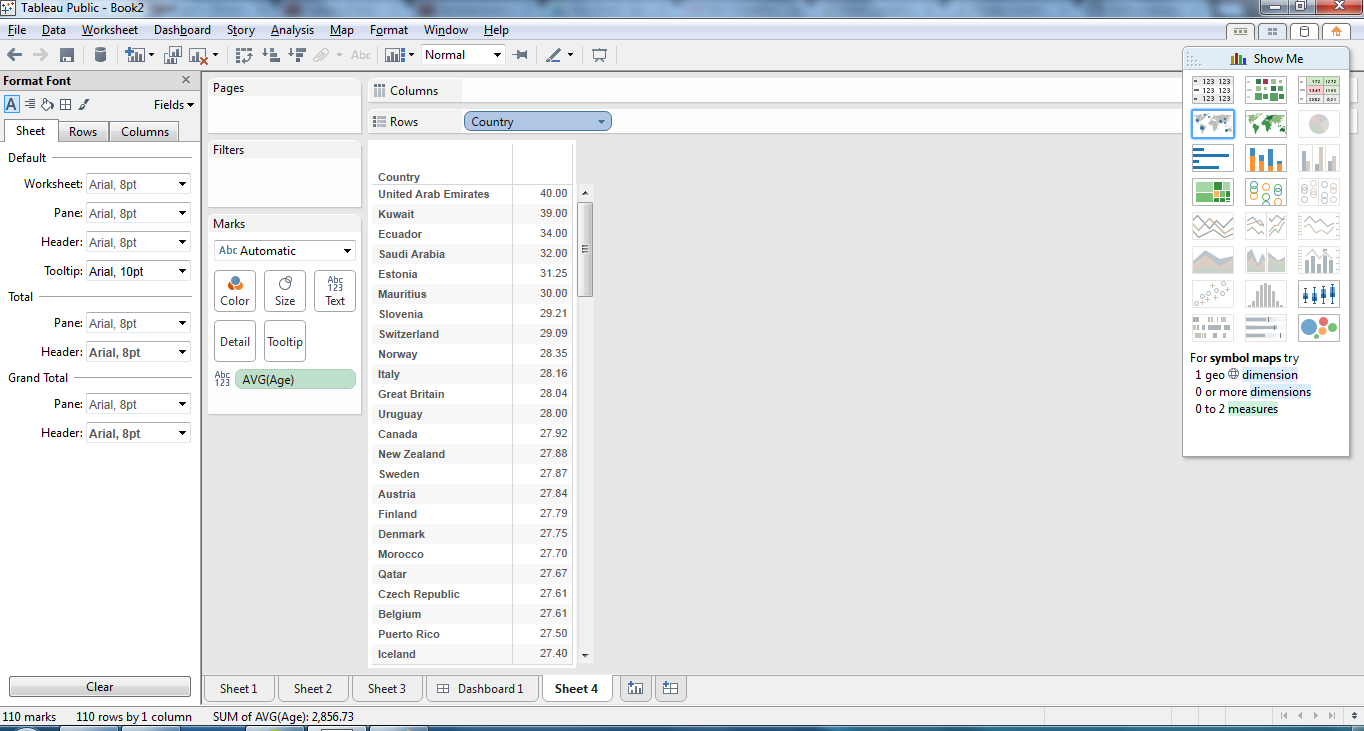 Tableau Public - Book2
File Data Worksheet Dashboard Story Analysis Map Format Window Help
Abc Normal
Format Font
Fields
Sheet Rows Columns
Default
Worksheet: Arial, 8pt
Pane: Arial, 8pt
Header: Arial, 8pt
Tooltip: Arial, 10pt
Total
Pane: Arial, 8pt
Header: Arial, 8pt
Grand Total
Pane: Arial, 8pt
Header: Arial, 8pt
Clear
Pages
Filters
Marks
Abc Automatic
Color Size Abc 123 Text
Detail Tooltip
Abc 123 AVG(Age)
Columns
Rows Country
Country
United Arab Emirates 40.00
Kuwait 39.00
Ecuador 34.00
Saudi Arabia 32.00
Estonia 31.25
Mauritius 30.00
Slovenia 29.21
Switzerland 29.09
Norway 28.35
Italy 28.16
Great Britain 28.04
Uruguay 28.00
Canada 27.92
New Zealand 27.88
Sweden 27.87
Austria 27.84
Finland 27.79
Denmark 27.75
Morocco 27.70
Qatar 27.67
Czech Republic 27.61
Belgium 27.61
Puerto Rico 27.50
Iceland 27.40
Show Me
For symbol maps try
1 geo dimension
0 or more dimensions
0 to 2 measures
Sheet 1 Sheet 2 Sheet 3 Dashboard 1 Sheet 4
110 marks 110 rows by 1 column SUM of AVG(Age): 2,856.73